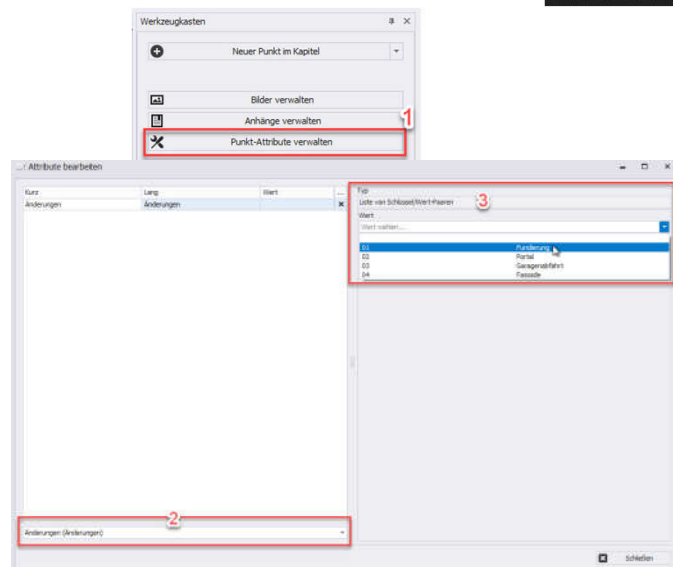 Werkzeugkasten
Neuer Punkt im Kapitel
Bilder verwalten
Anhänge verwalten
1
Punkt-Attribute verwalten
...: Attribute bearbeiten
Kurz Lang Wert ...
Änderungen Änderungen
Typ
Liste von Schlüssel/Wert-Paaren
3
Wert
Wert wählen...
01 Fundierung
02 Portal
03 Garagenabfahrt
04 Fassade
2
Änderungen (Änderungen)
Schließen